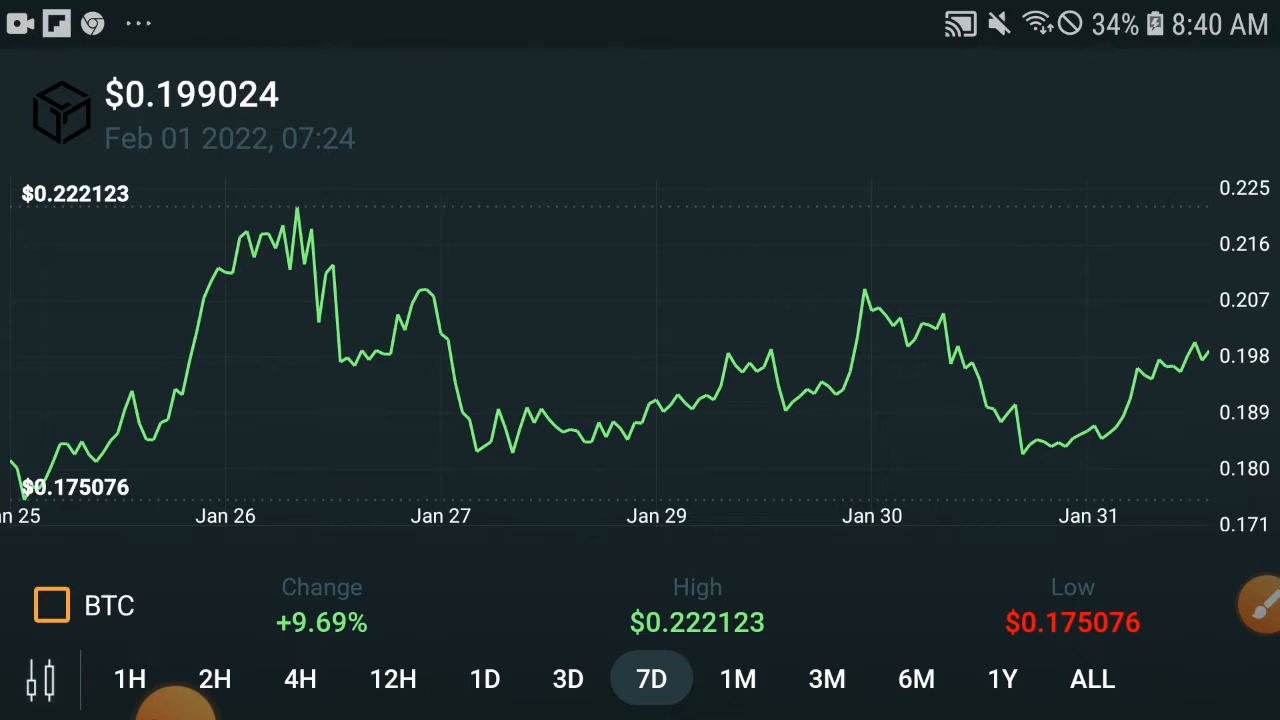 34% 8:40 AM
$0.199024
Feb 01 2022, 07:24
$0.222123
0.225
0.216
0.207
0.198
0.189
0.180
0.171
$0.175076
n 25 Jan 26 Jan 27 Jan 29 Jan 30 Jan 31
BTC
Change High Low
+9.69% $0.222123 $0.175076
1H 2H 4H 12H 1D 3D 7D 1M 3M 6M 1Y ALL